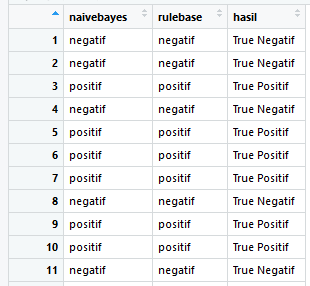 naivebayes rulebase hasil
1 negatif negatif True Negatif
2 negatif negatif True Negatif
3 positif positif True Positif
4 negatif negatif True Negatif
5 positif positif True Positif
6 positif positif True Positif
7 positif positif True Positif
8 negatif negatif True Negatif
9 positif positif True Positif
10 positif positif True Positif
11 negatif negatif True Negatif